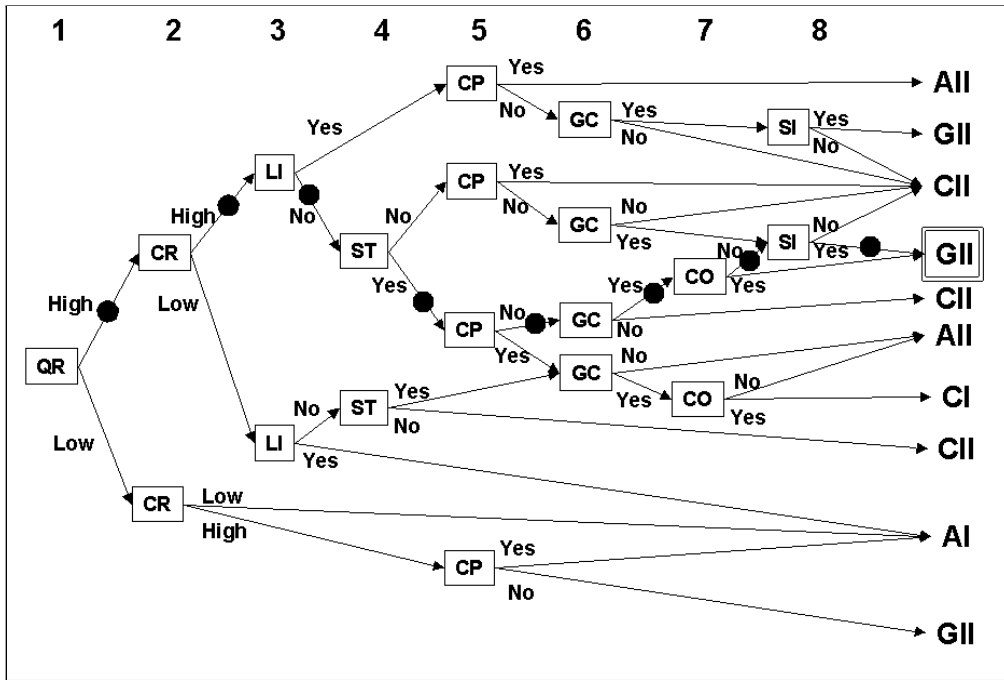 1 2 3 4 5 6 7 8
CP Yes AII
No GC Yes SI Yes GII
No No
Yes
LI CP Yes CII
High No No No GC No No
CR ST Yes SI Yes GII
No
High Low Yes CO Yes
Yes
CP No GC No CII
QR Yes GC No AII
Yes CO No
Yes CI
No ST Yes
No
Low LI Yes CII
CR Low
High AI
CP Yes
No
GII